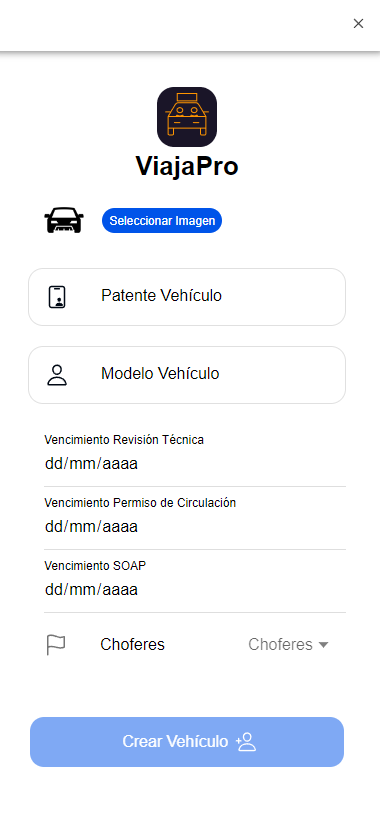 ViajaPro
Seleccionar Imagen
Patente Vehículo
Modelo Vehículo
Vencimiento Revisión Técnica
dd/mm/aaaa
Vencimiento Permiso de Circulación
dd/mm/aaaa
Vencimiento SOAP
dd/mm/aaaa
Choferes Choferes
Crear Vehículo